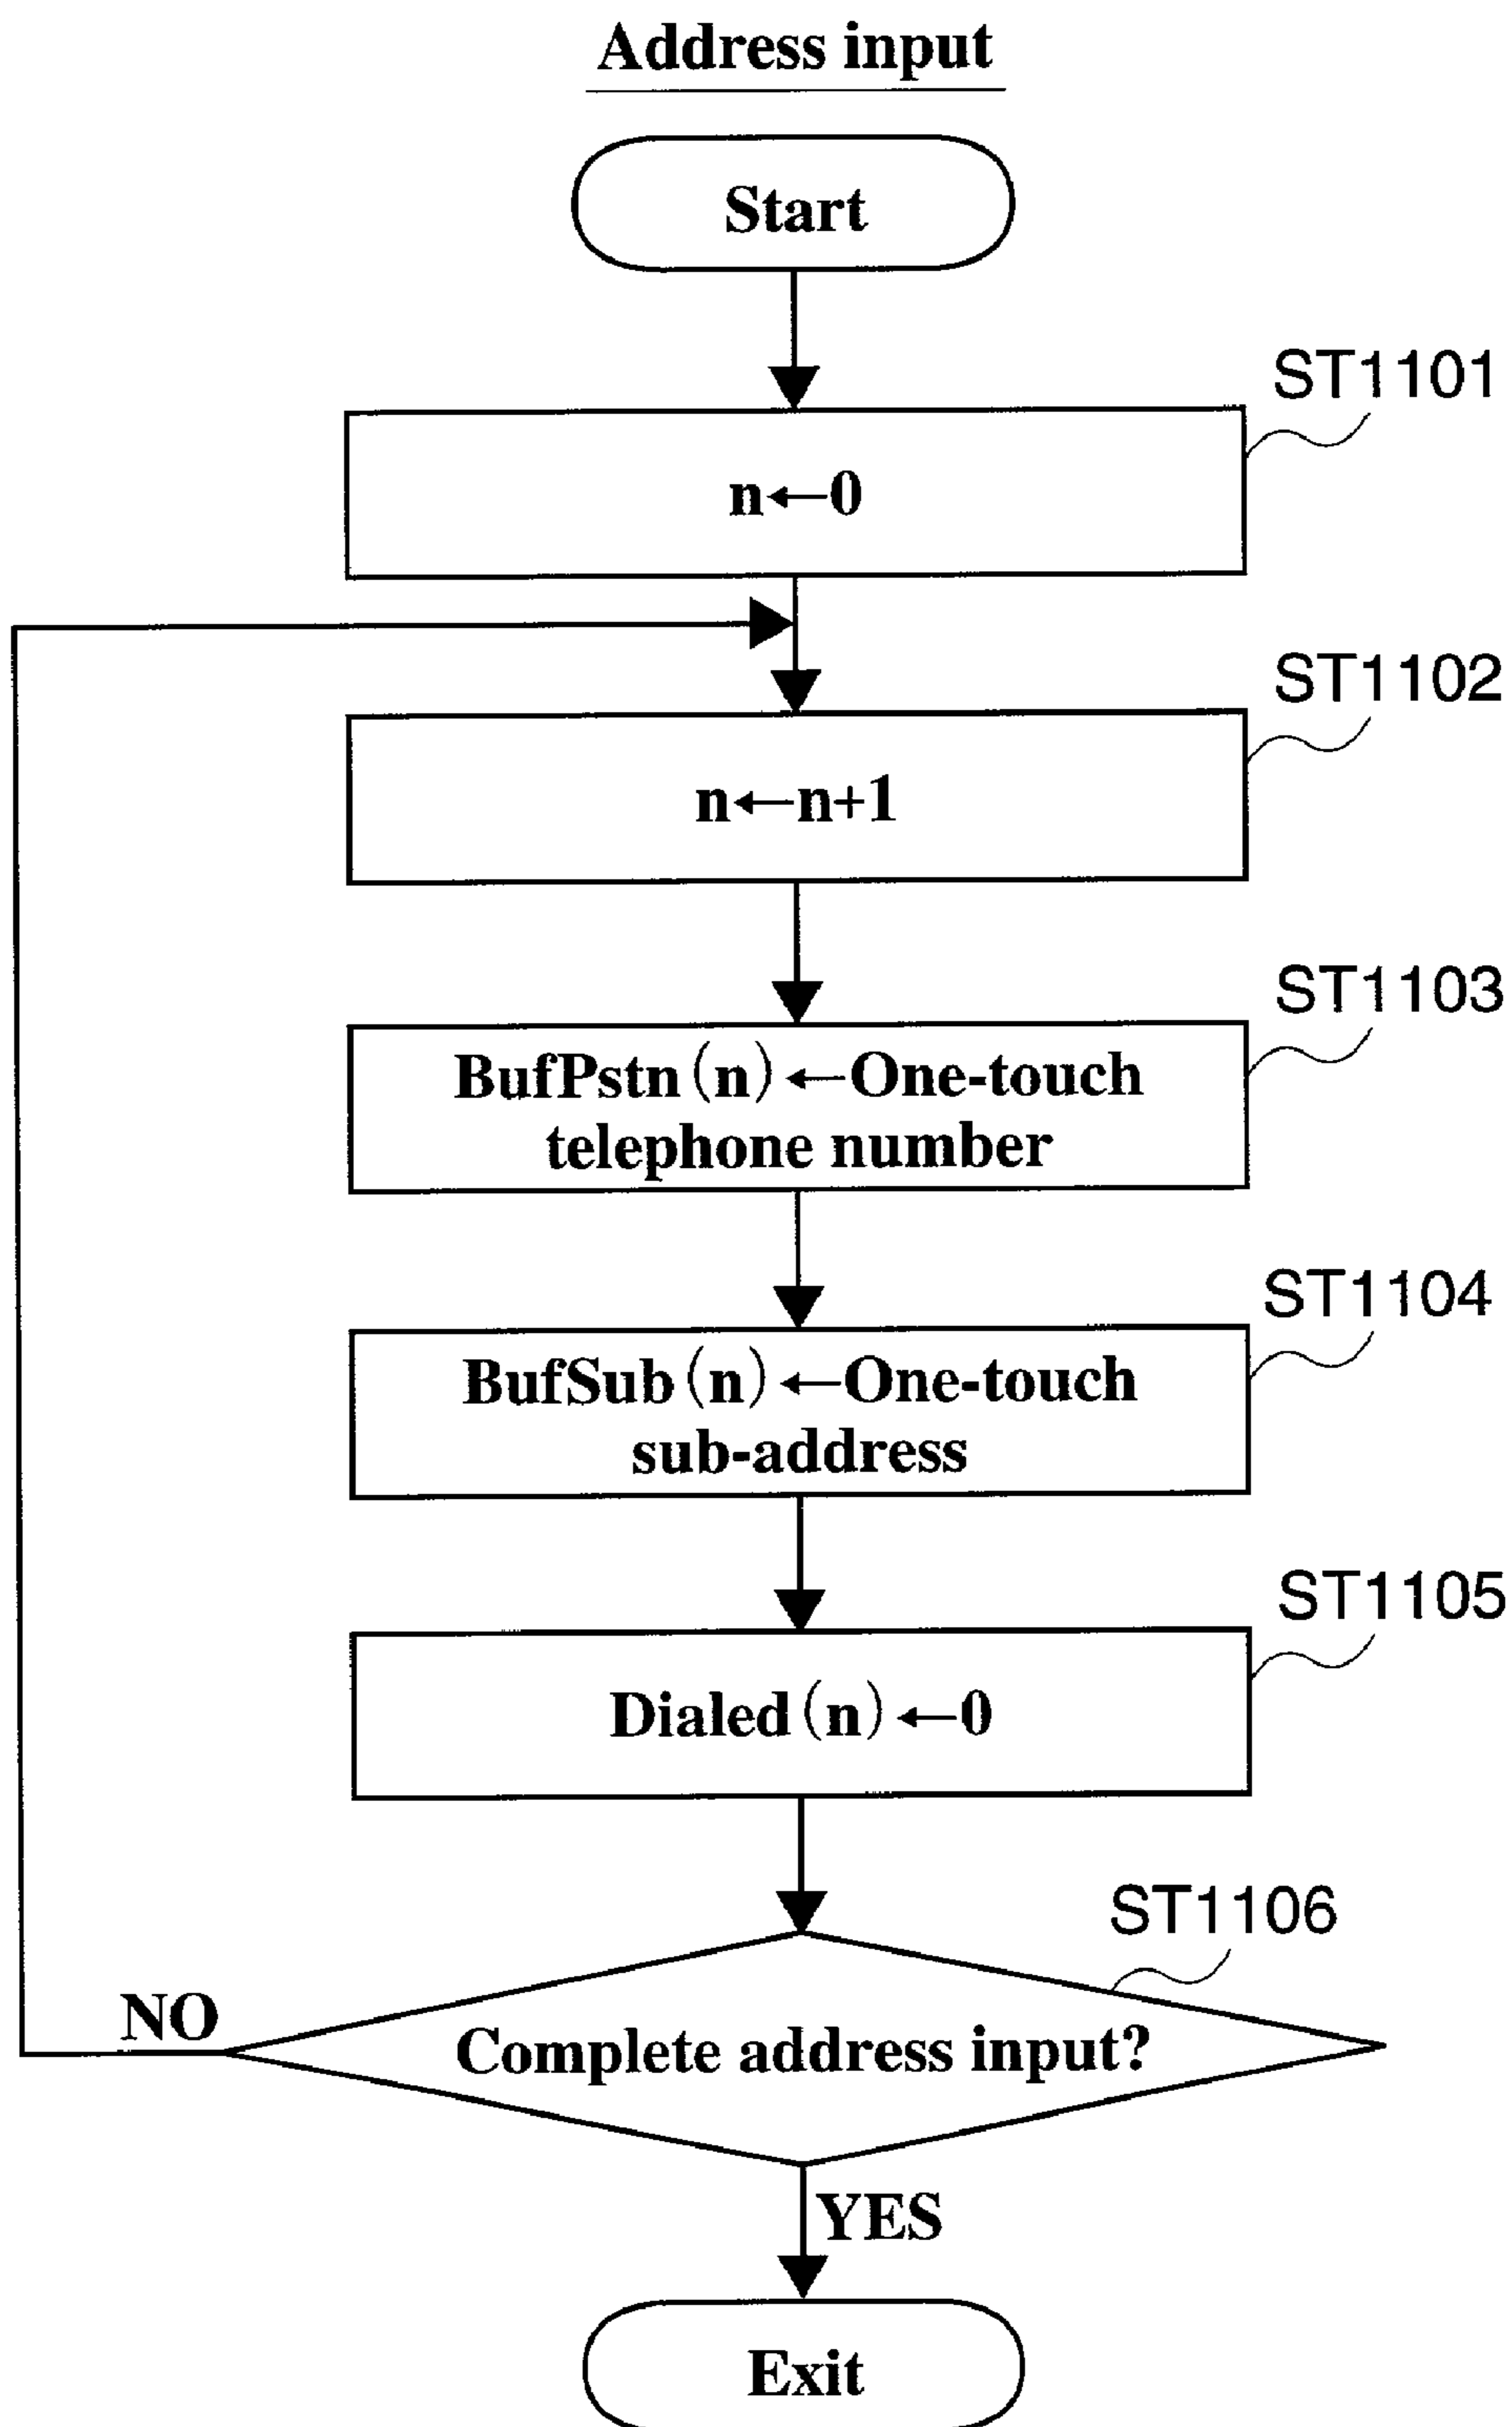 Address input
Start
ST1101
n←0
ST1102
n←n+1
ST1103
BufPstn(n)←One-touch
telephone number
ST1104
BufSub(n)←One-touch
sub-address
ST1105
Dialed(n)←0
ST1106
NO
Complete address input?
YES
Exit